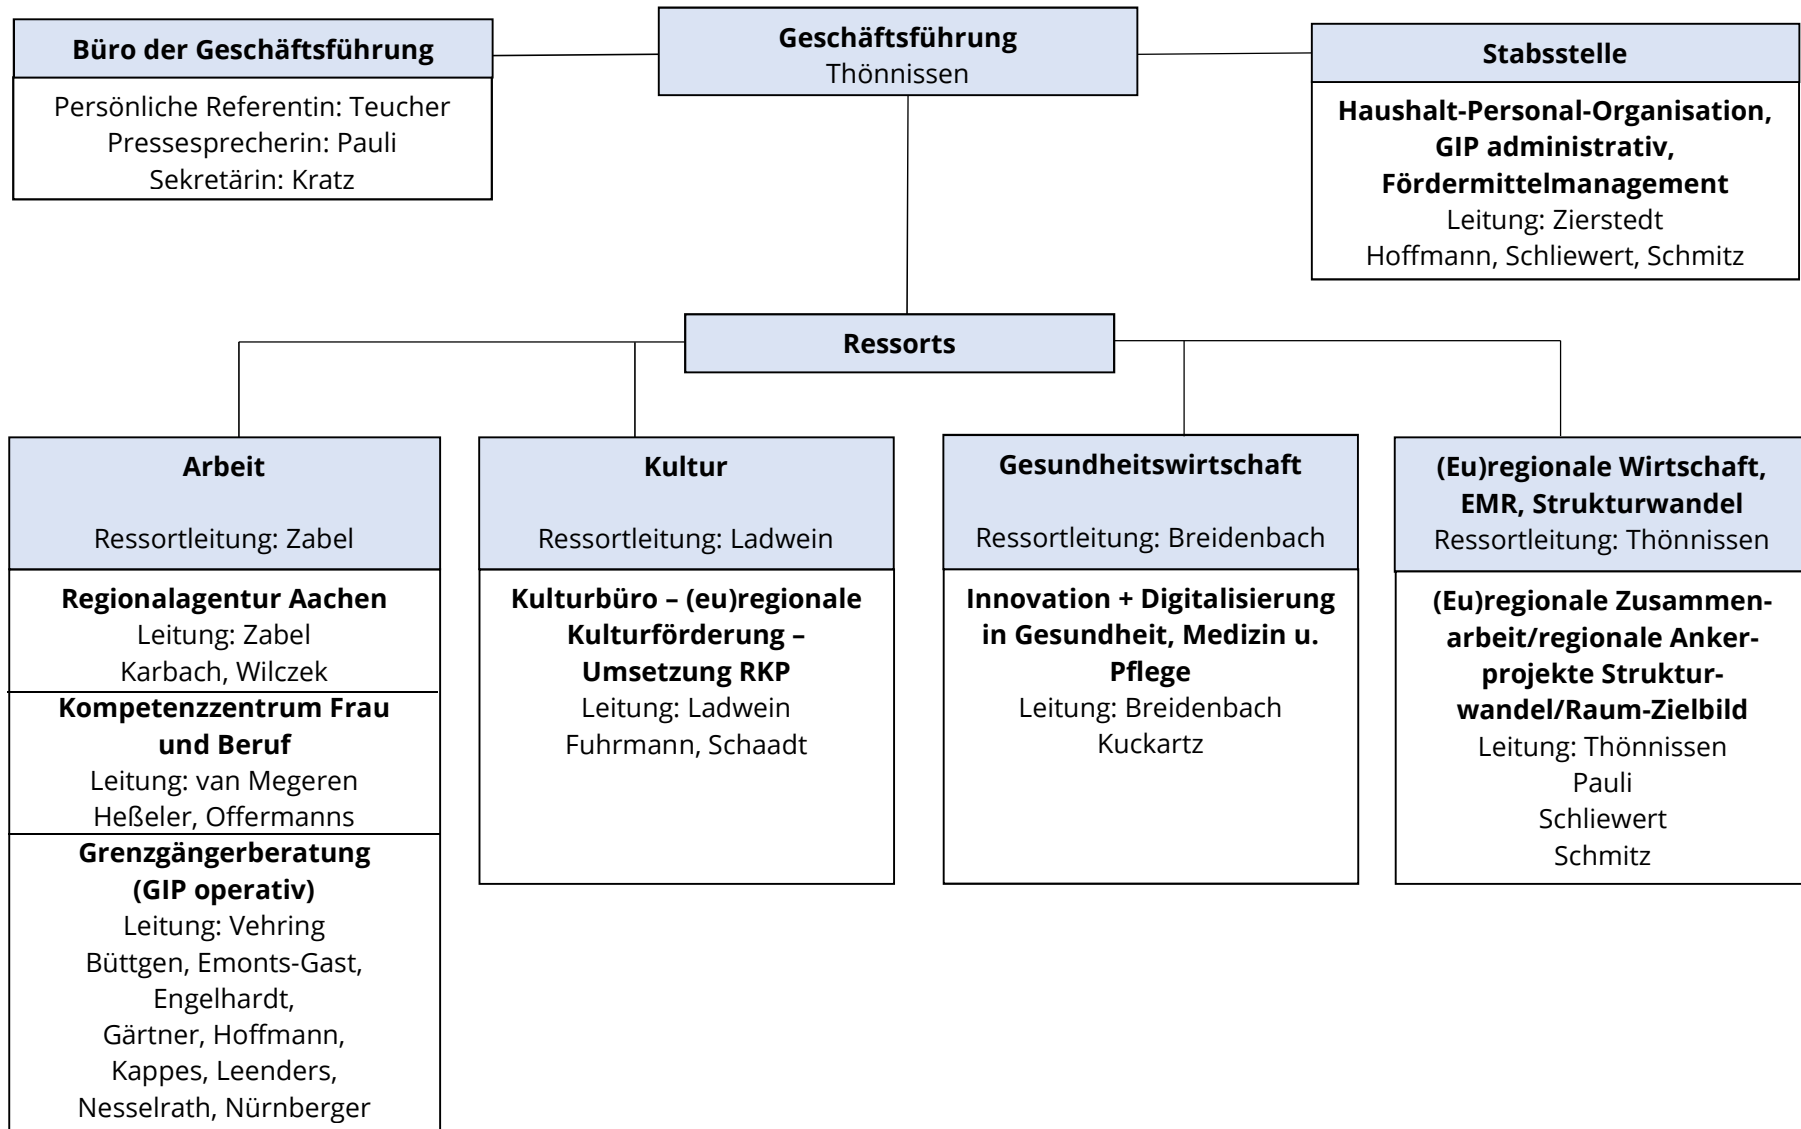 Büro der Geschäftsführung
Persönliche Referentin: Teucher
Pressesprecherin: Pauli
Sekretärin: Kratz
Geschäftsführung
Thönnissen
Stabsstelle
Haushalt-Personal-Organisation,
GIP administrativ,
Fördermittelmanagement
Leitung: Zierstedt
Hoffmann, Schliewert, Schmitz
Ressorts
Arbeit
Ressortleitung: Zabel
Regionalagentur Aachen
Leitung: Zabel
Karbach, Wilczek
Kompetenzzentrum Frau
und Beruf
Leitung: van Megeren
Heßeler, Offermanns
Grenzgängerberatung
(GIP operativ)
Leitung: Vehring
Büttgen, Emonts-Gast,
Engelhardt,
Gärtner, Hoffmann,
Kappes, Leenders,
Nesselrath, Nürnberger
Kultur
Ressortleitung: Ladwein
Kulturbüro – (eu)regionale
Kulturförderung –
Umsetzung RKP
Leitung: Ladwein
Fuhrmann, Schaadt
Gesundheitswirtschaft
Ressortleitung: Breidenbach
Innovation + Digitalisierung
in Gesundheit, Medizin u.
Pflege
Leitung: Breidenbach
Kuckartz
(Eu)regionale Wirtschaft,
EMR, Strukturwandel
Ressortleitung: Thönnissen
(Eu)regionale Zusammen-
arbeit/regionale Anker-
projekte Struktur-
wandel/Raum-Zielbild
Leitung: Thönnissen
Pauli
Schliewert
Schmitz